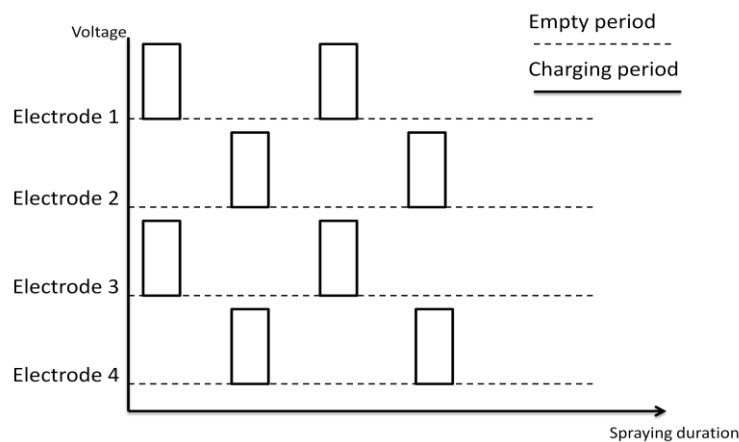 Voltage
Empty period
Charging period
Electrode 1
Electrode 2
Electrode 3
Electrode 4
Spraying duration